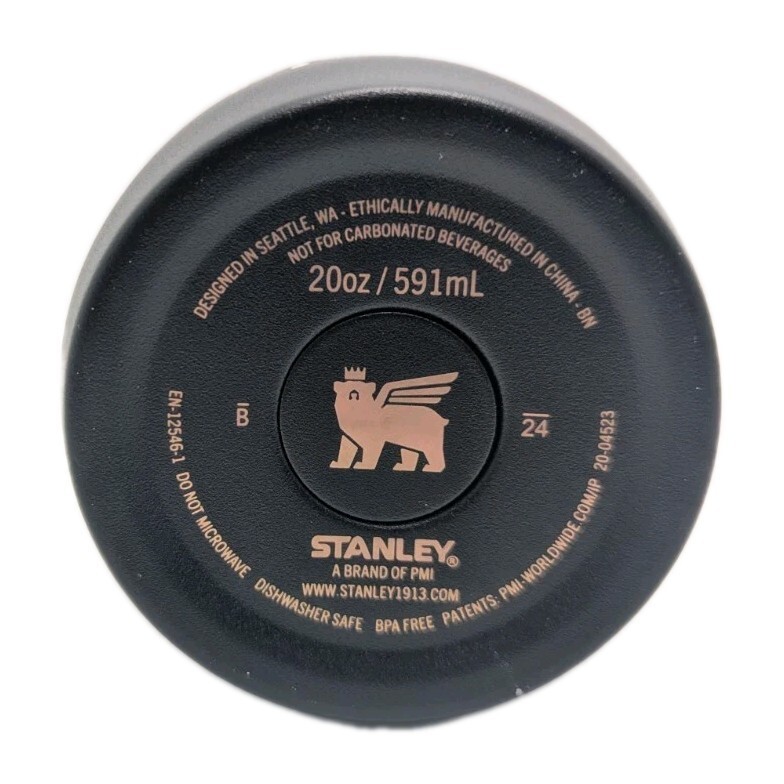 DESIGNED IN SEATTLE, WA - ETHICALLY MANUFACTURED IN CHINA - BN
NOT FOR CARBONATED BEVERAGES
20oz / 591mL
B
24
STANLEY®
A BRAND OF PMI
WWW.STANLEY1913.COM
EN-12546-1 DO NOT MICROWAVE DISHWASHER SAFE BPA FREE PATENTS: PMI-WORLDWIDE.COM/IP 20-04523